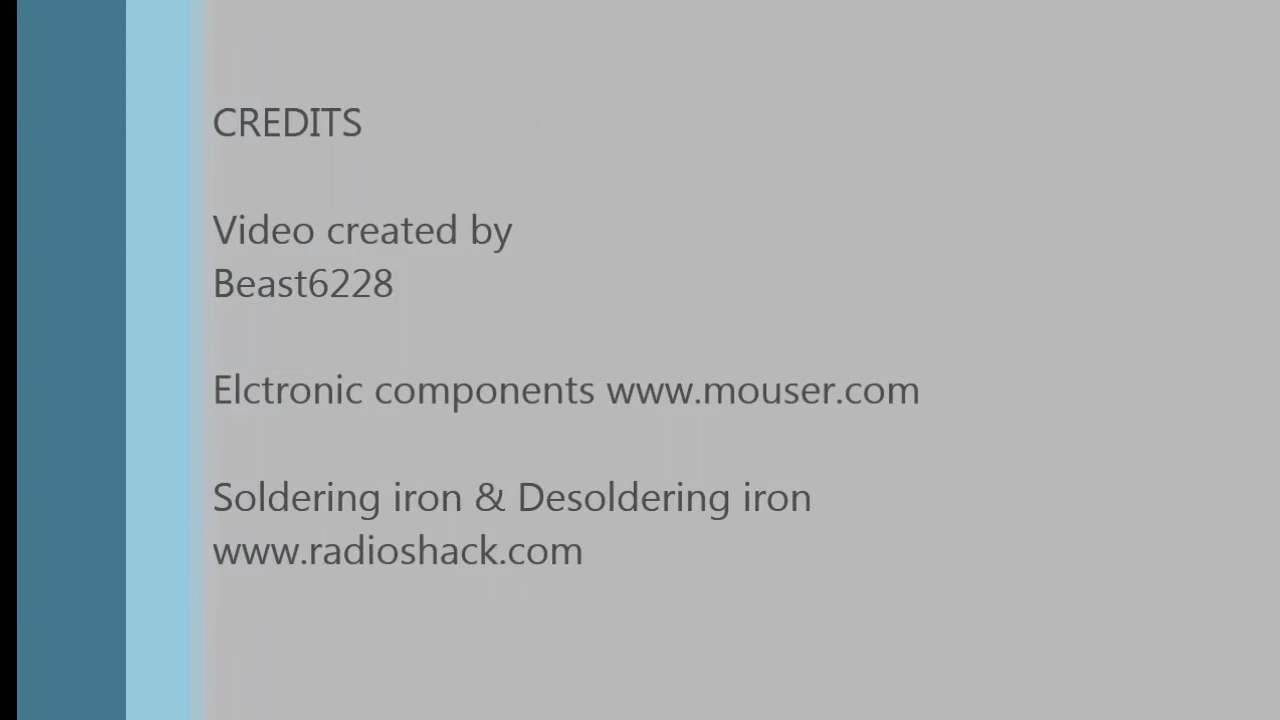 CREDITS
Video created by
Beast6228
Elctronic components www.mouser.com
Soldering iron & Desoldering iron
www.radioshack.com